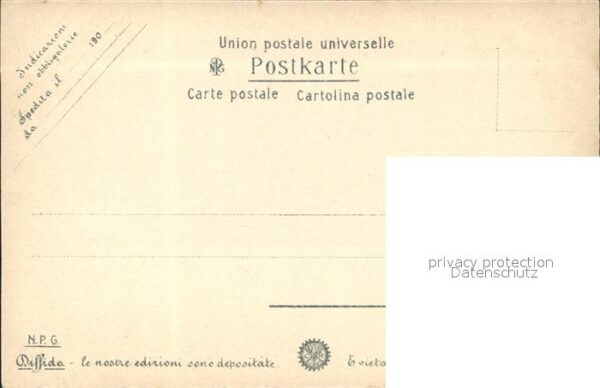 Indicazioni
non obbligatorie
Spedita il 190
da
Union postale universelle
NPG Postkarte
Carte postale Cartolina postale
privacy protection
Datenschutz
N.P.G.
Diffida - le nostre edizioni sono depositate. E vieta